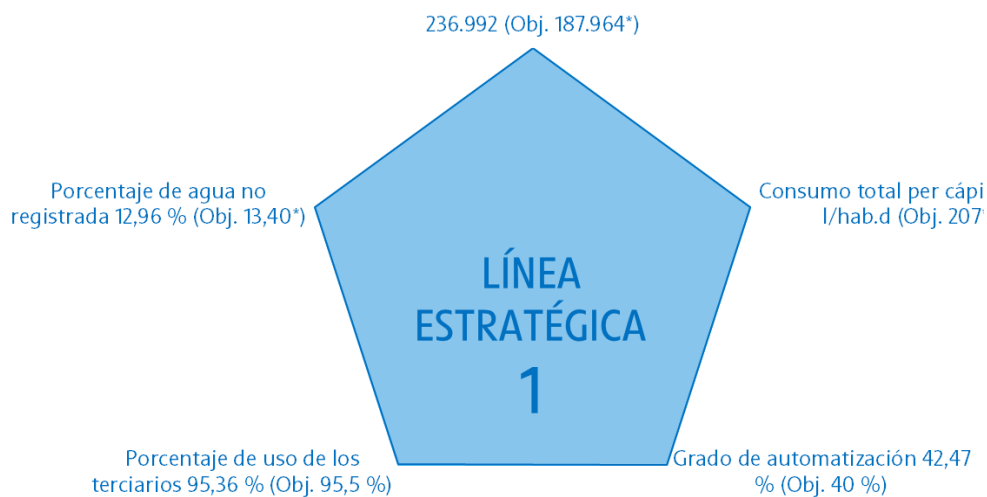 236.992 (Obj. 187.964*)
Porcentaje de agua no
registrada 12,96 % (Obj. 13,40*)
Consumo total per
l/hab.d (Obj. 207
LÍNEA
ESTRATÉGICA
1
Porcentaje de uso de los
terciarios 95,36 % (Obj. 95,5 %)
Grado de automatización 42,47
% (Obj. 40 %)